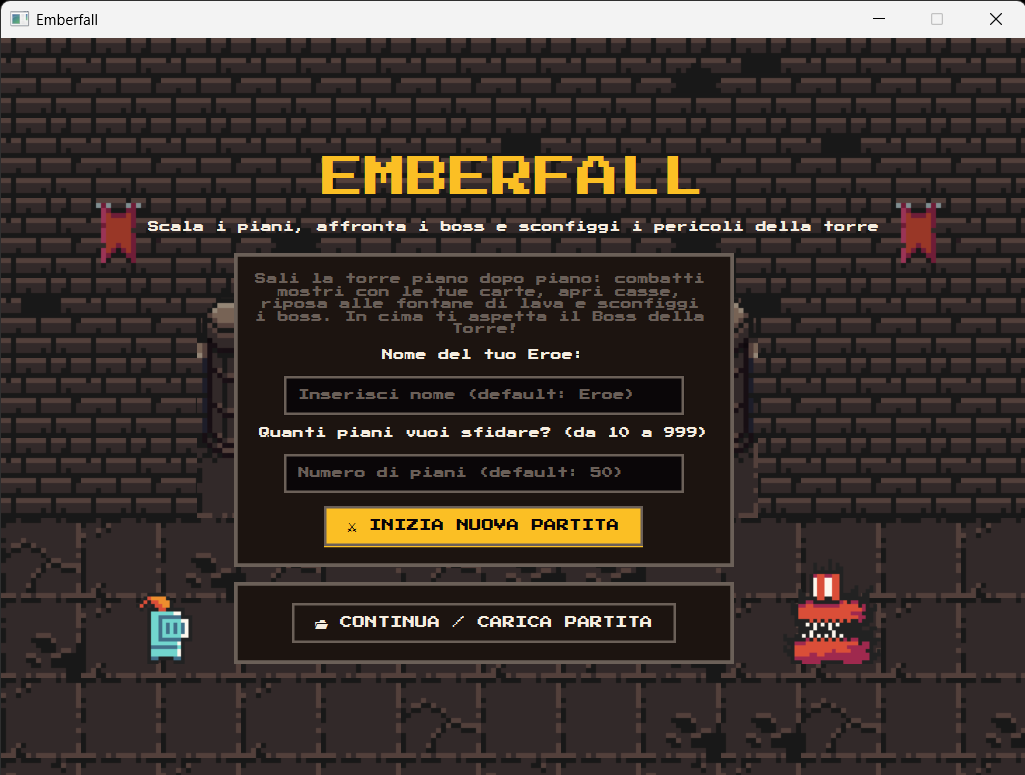 Emberfall
EMBERFALL
Scala i piani, affronta i boss e sconfiggi i pericoli della torre
Sali la torre piano dopo piano: combatti
mostri con le tue carte, apri casse,
riposa alle fontane di lava e sconfiggi
i boss. In cima ti aspetta il Boss della
Torre!
Nome del tuo Eroe:
Inserisci nome (default: Eroe)
Quanti piani vuoi sfidare? (da 10 a 999)
Numero di piani (default: 50)
⚔ INIZIA NUOVA PARTITA
📂 CONTINUA / CARICA PARTITA